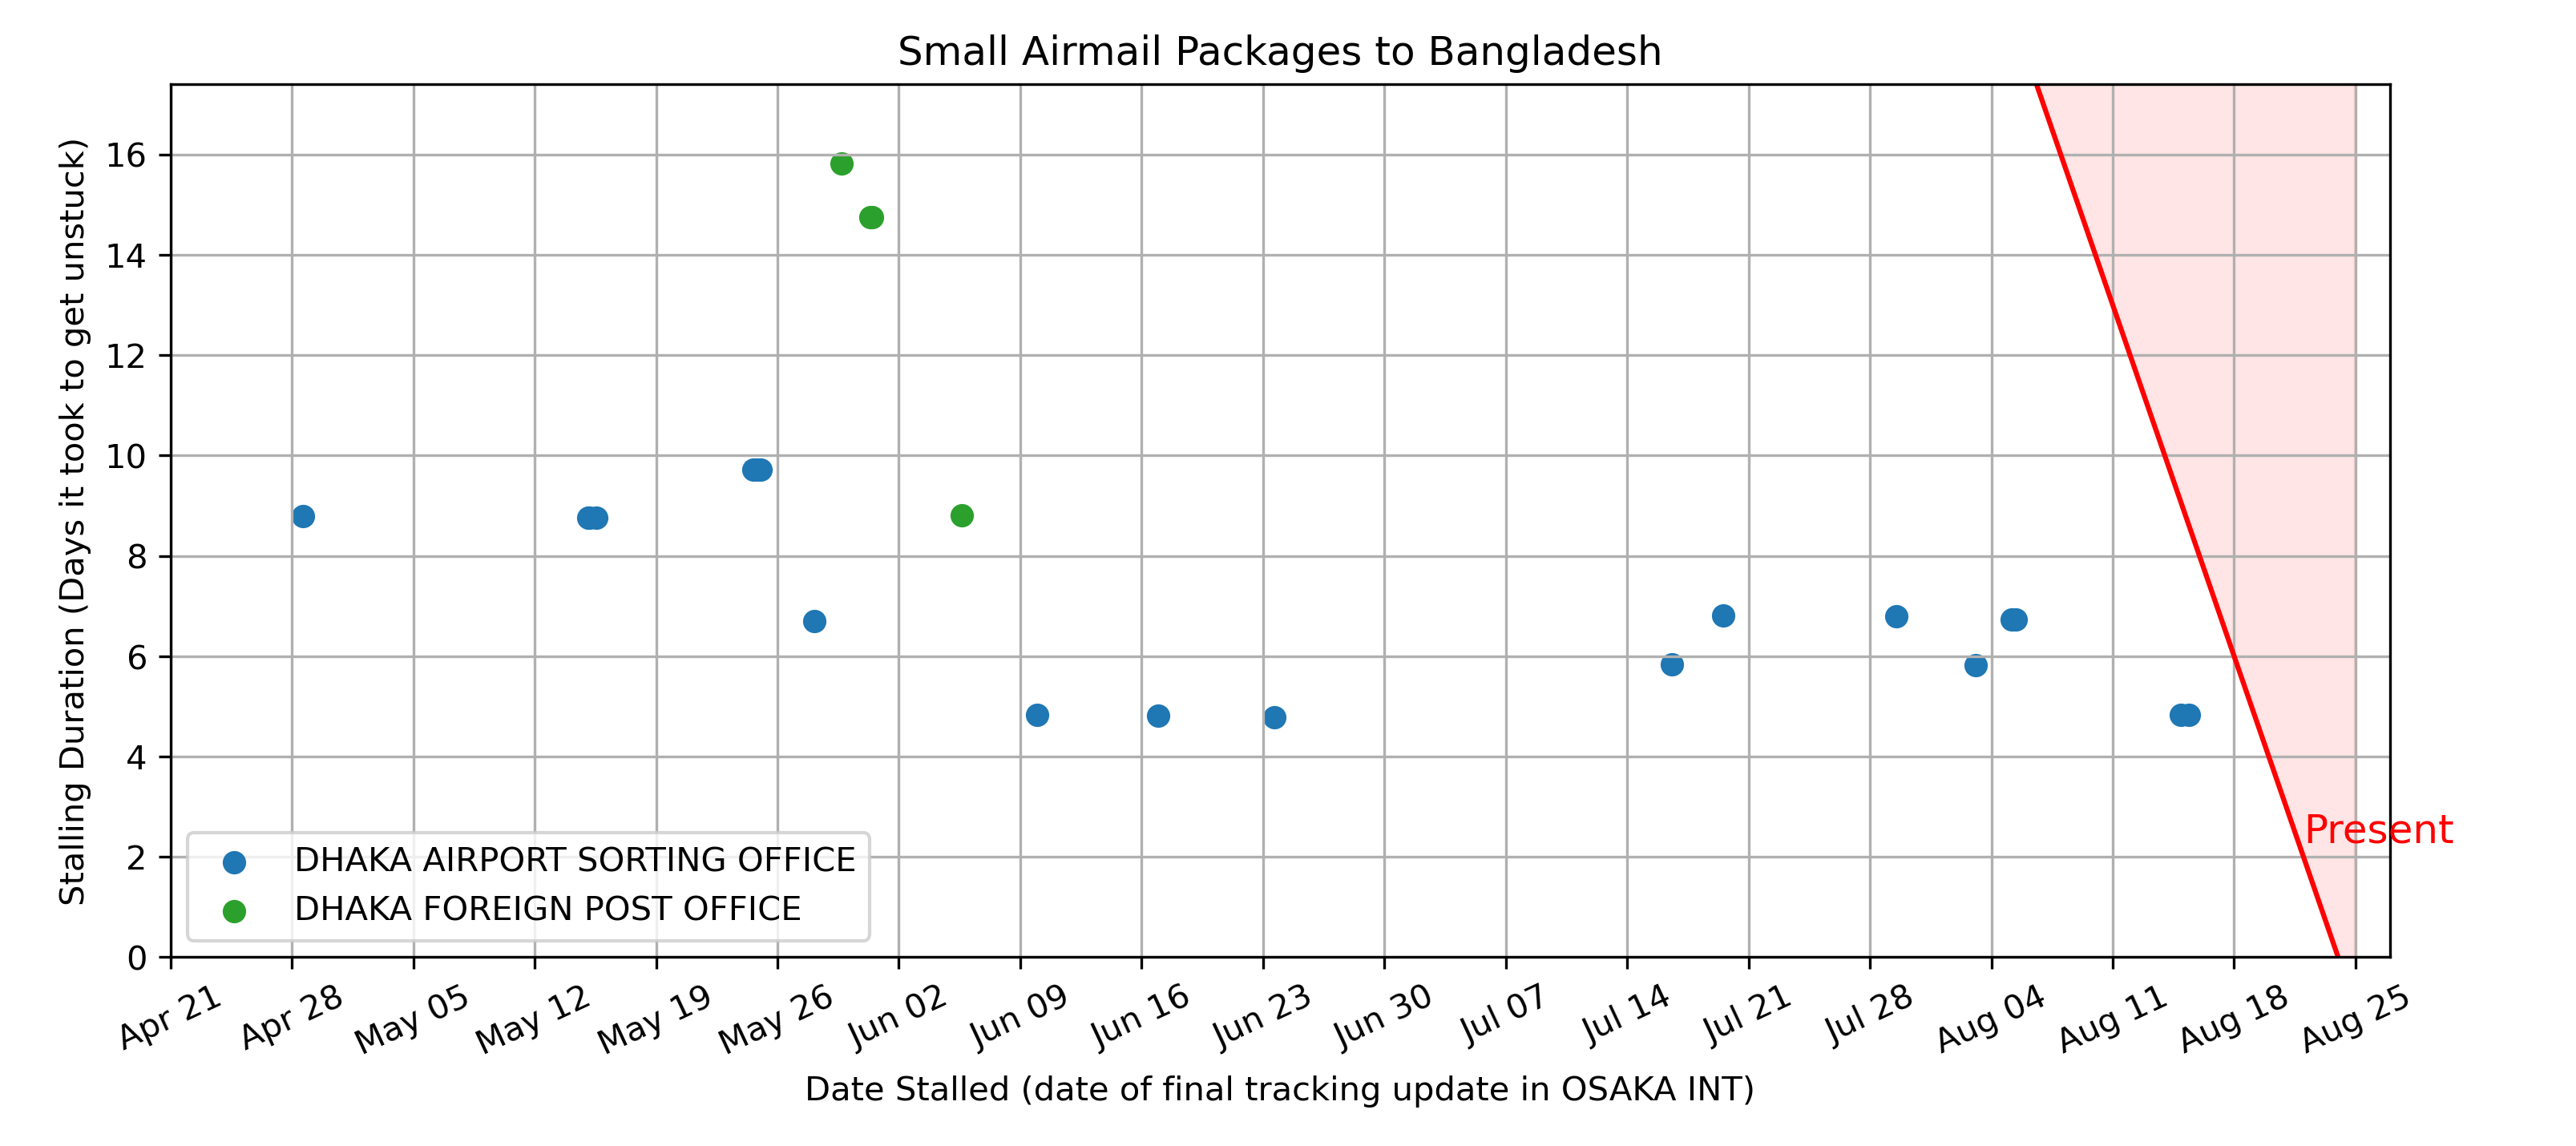 Small Airmail Packages to Bangladesh
Stalling Duration (Days it took to get unstuck)
16
14
12
10
8
6
4
2
0
Present
DHAKA AIRPORT SORTING OFFICE
DHAKA FOREIGN POST OFFICE
Apr 21
Apr 28
May 05
May 12
May 19
May 26
Jun 02
Jun 09
Jun 16
Jun 23
Jun 30
Jul 07
Jul 14
Jul 21
Jul 28
Aug 04
Aug 11
Aug 18
Aug 25
Date Stalled (date of final tracking update in OSAKA INT)